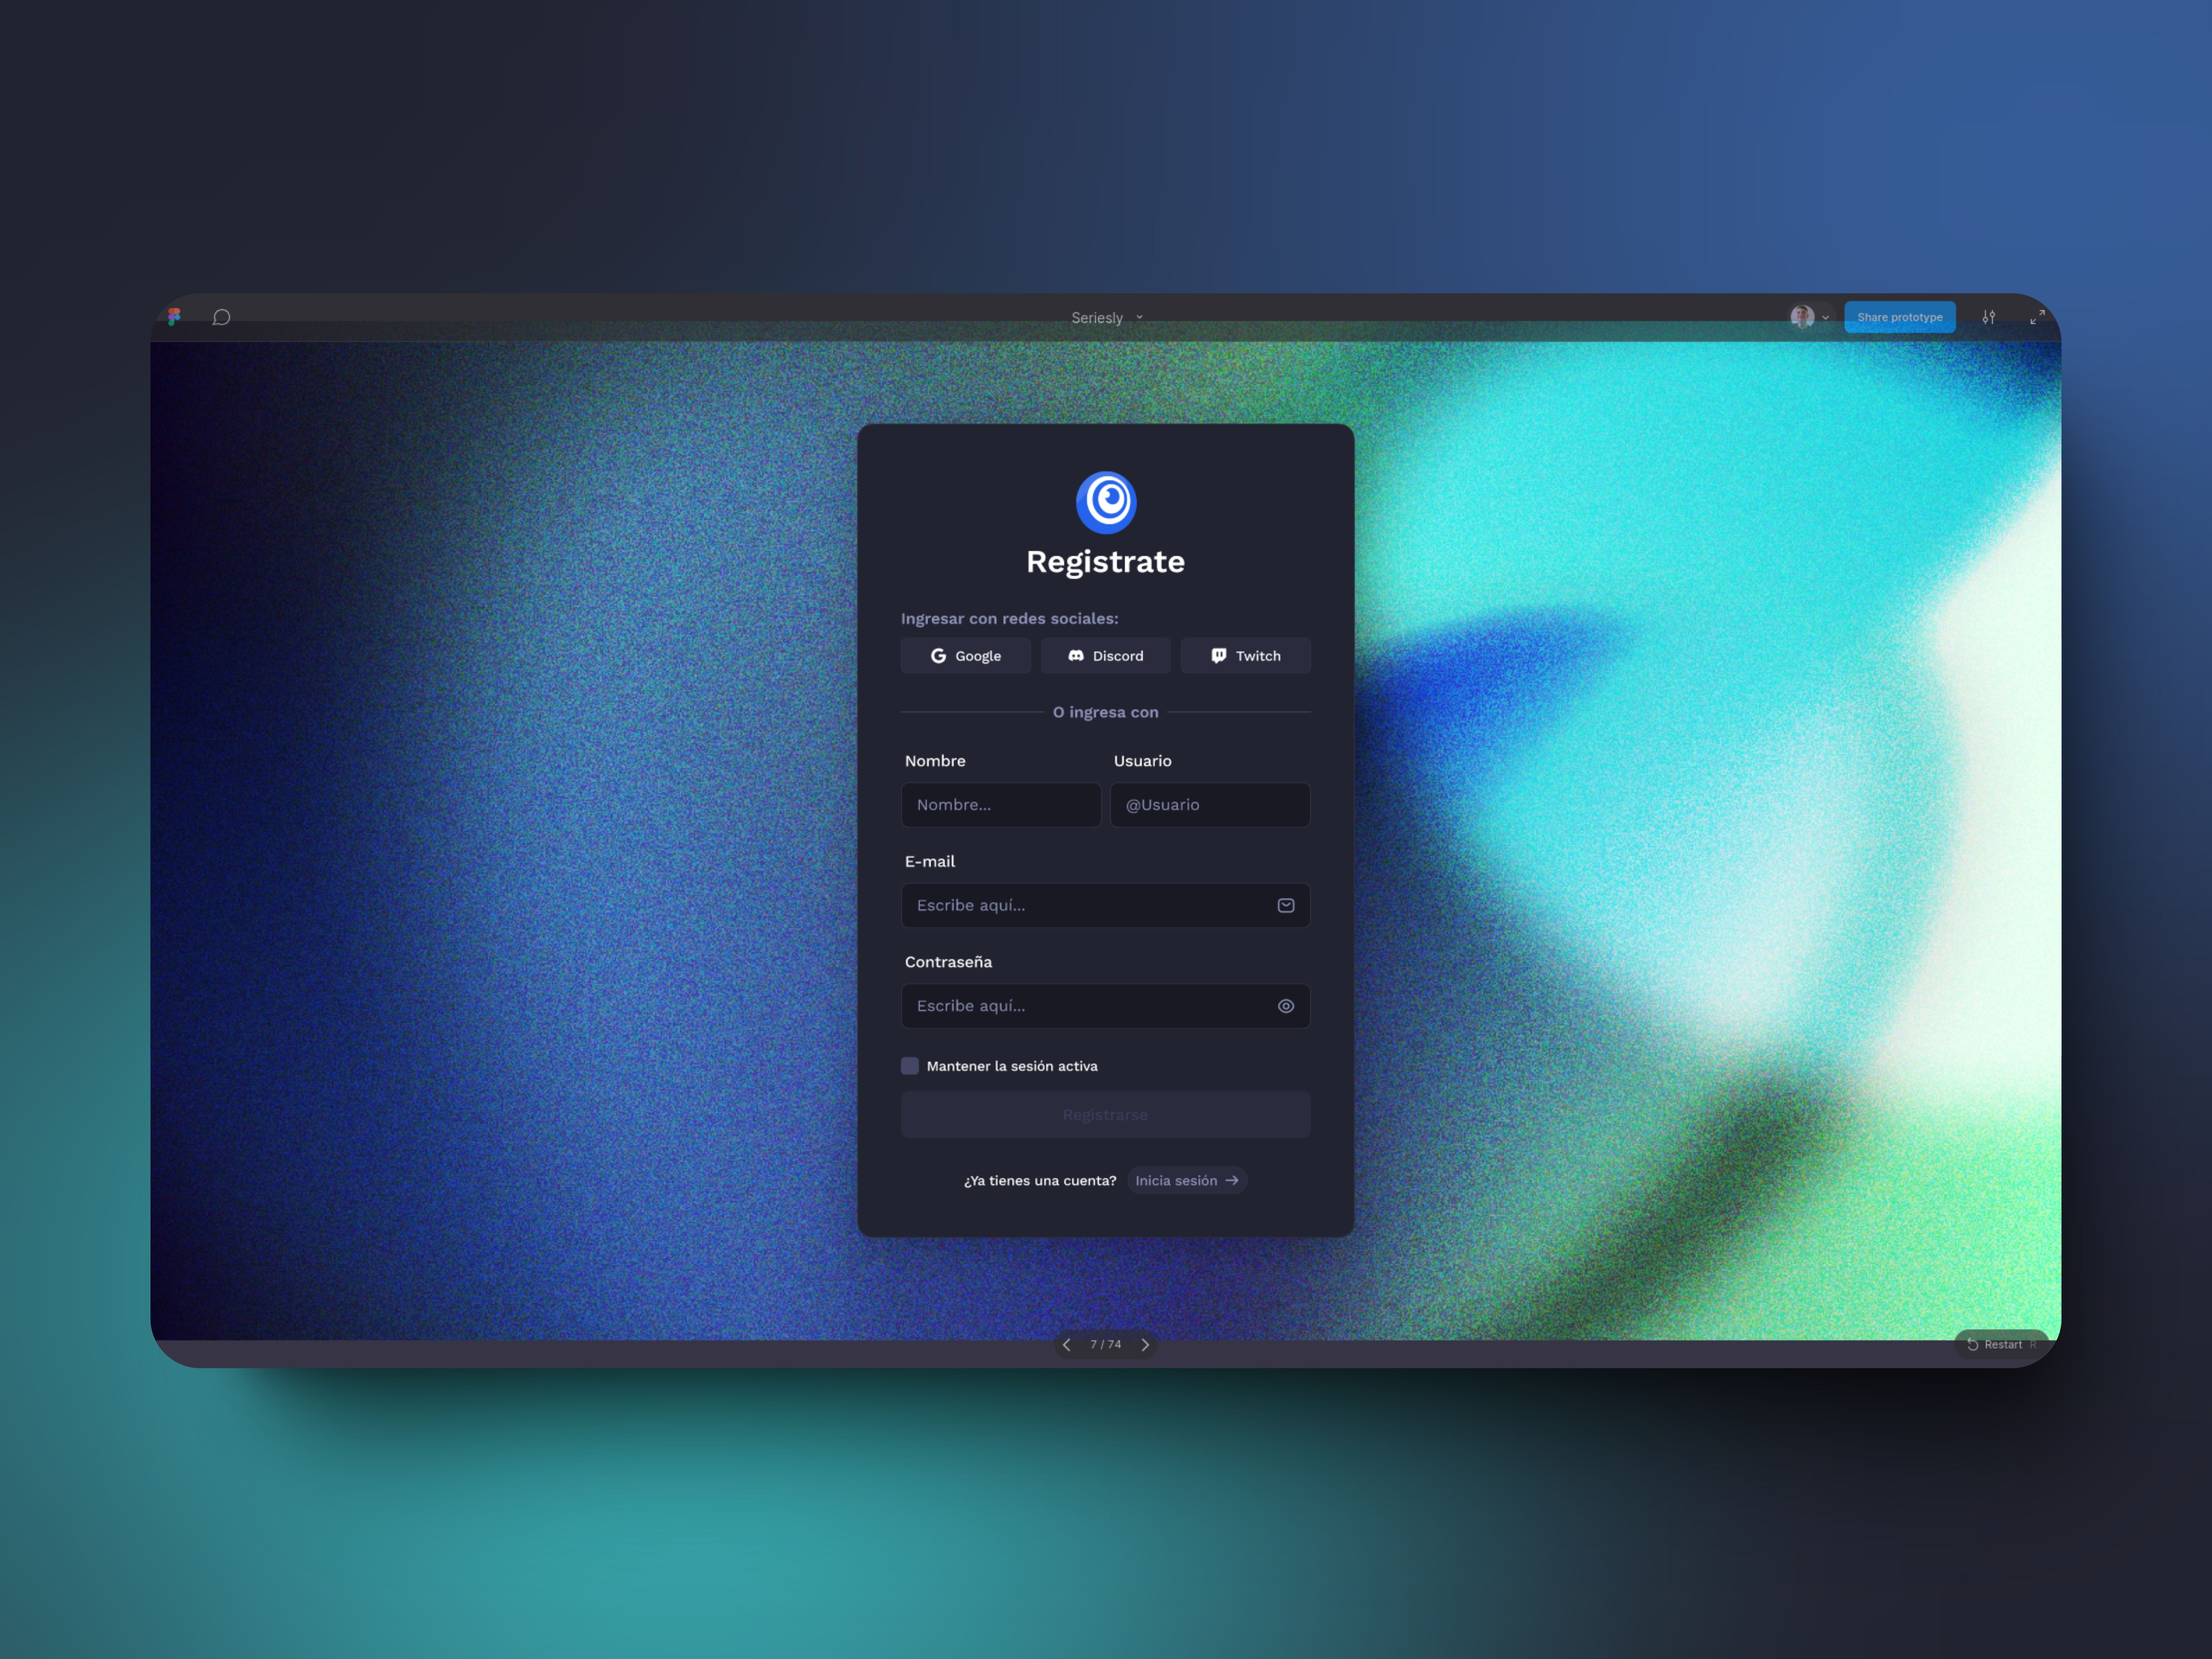 Seriesly
Share prototype
Registrate
Ingresar con redes sociales:
Google Discord Twitch
O ingresa con
Nombre Usuario
Nombre... @Usuario
E-mail
Escribe aquí...
Contraseña
Escribe aquí...
Mantener la sesión activa
Registrarse
¿Ya tienes una cuenta? Inicia sesión →
7 / 74
Restart R